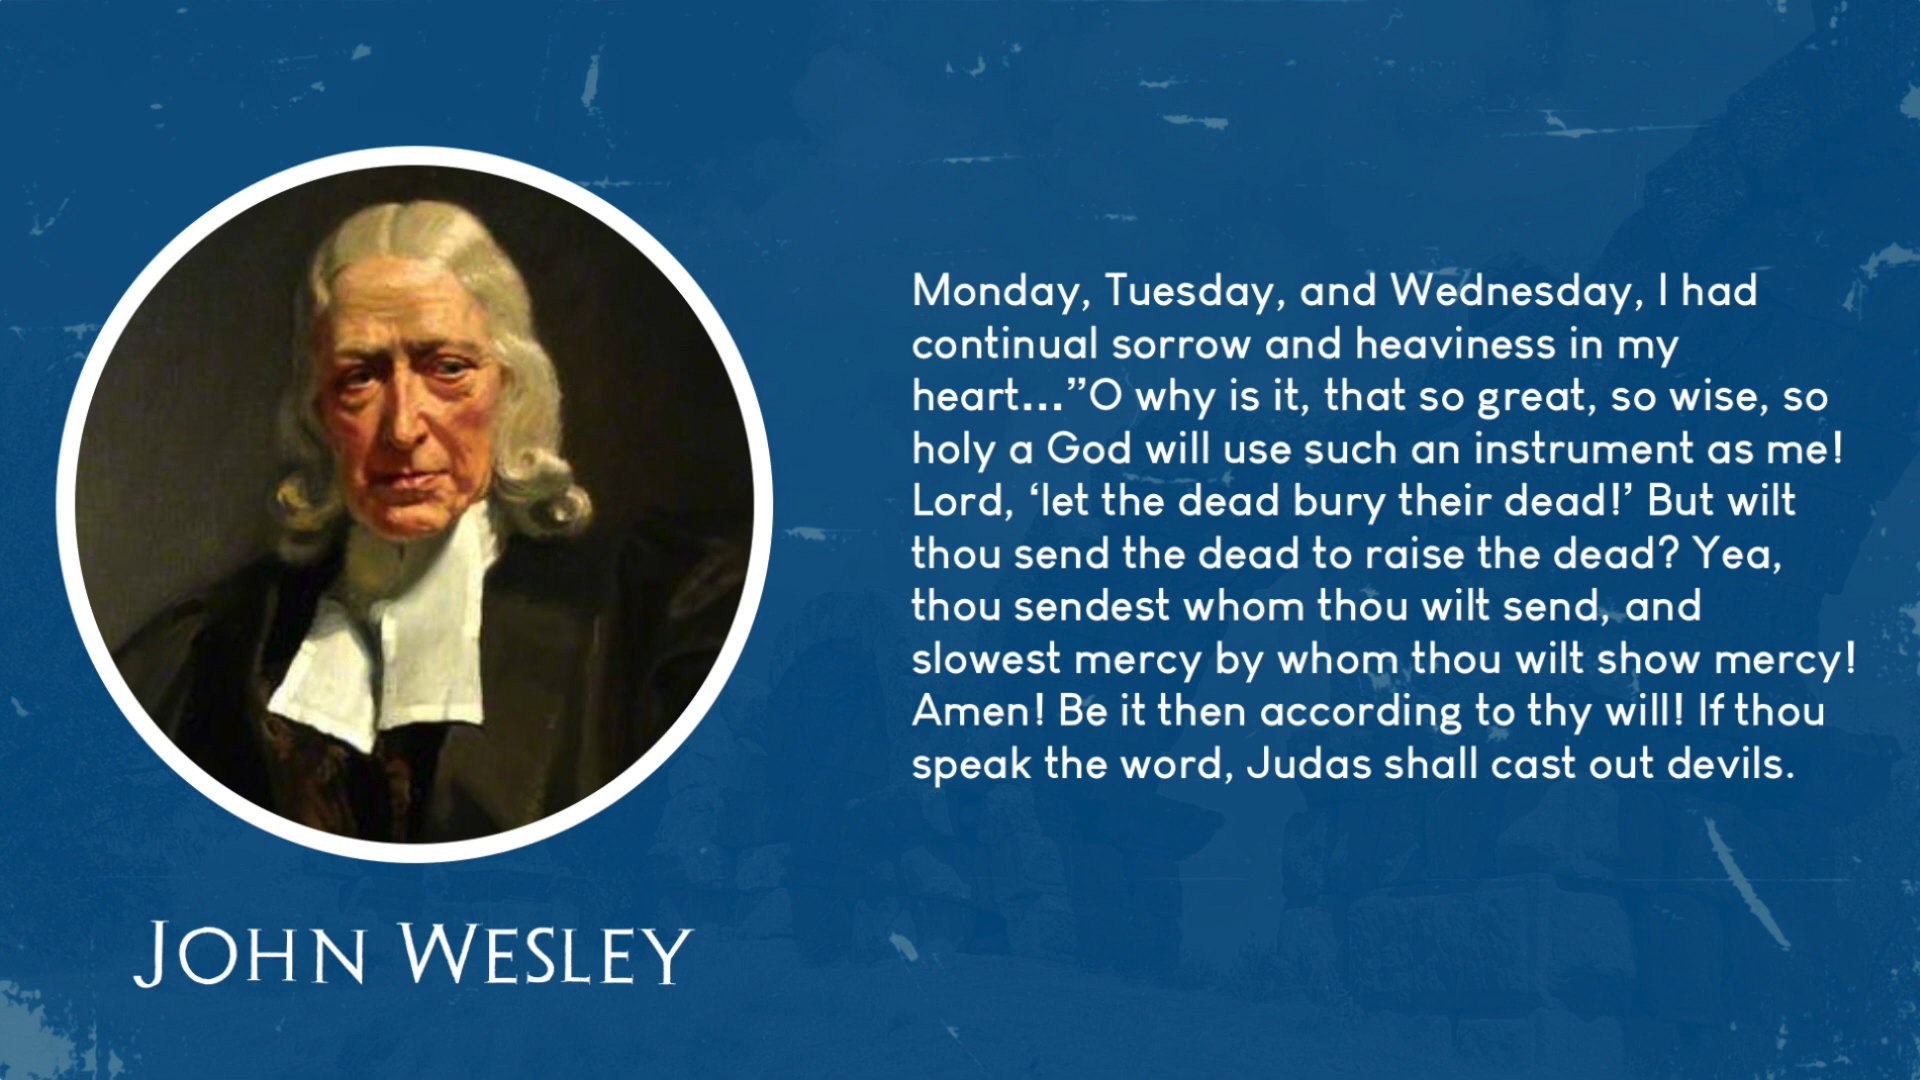 Monday, Tuesday, and Wednesday, I had
continual sorrow and heaviness in my
heart...”O why is it, that so great, so wise, so
holy a God will use such an instrument as me!
Lord, ‘let the dead bury their dead!’ But wilt
thou send the dead to raise the dead? Yea,
thou sendest whom thou wilt send, and
slowest mercy by whom thou wilt show mercy!
Amen! Be it then according to thy will! If thou
speak the word, Judas shall cast out devils.
JOHN WESLEY